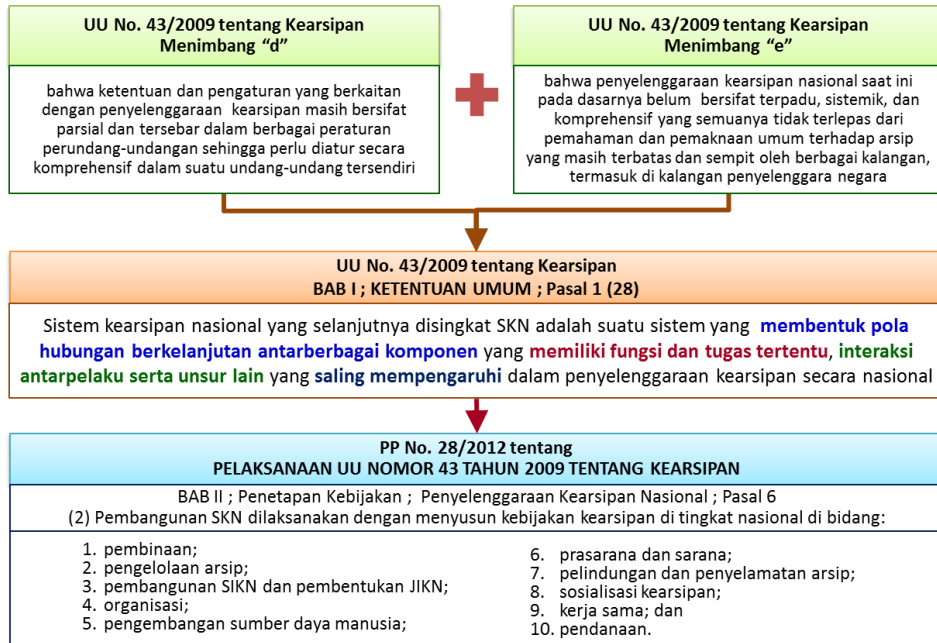 UU No. 43/2009 tentang Kearsipan
Menimbang “d”
bahwa ketentuan dan pengaturan yang berkaitan
dengan penyelenggaraan kearsipan masih bersifat
parsial dan tersebar dalam berbagai peraturan
perundang-undangan sehingga perlu diatur secara
komprehensif dalam suatu undang-undang tersendiri
UU No. 43/2009 tentang Kearsipan
Menimbang “e”
bahwa penyelenggaraan kearsipan nasional saat ini
pada dasarnya belum bersifat terpadu, sistemik, dan
komprehensif yang semuanya tidak terlepas dari
pemahaman dan pemaknaan umum terhadap arsip
yang masih terbatas dan sempit oleh berbagai kalangan,
termasuk di kalangan penyelenggara negara
UU No. 43/2009 tentang Kearsipan
BAB I ; KETENTUAN UMUM ; Pasal 1 (28)
Sistem kearsipan nasional yang selanjutnya disingkat SKN adalah suatu sistem yang membentuk pola
hubungan berkelanjutan antarberbagai komponen yang memiliki fungsi dan tugas tertentu, interaksi
antarpelaku serta unsur lain yang saling mempengaruhi dalam penyelenggaraan kearsipan secara nasional
PP No. 28/2012 tentang
PELAKSANAAN UU NOMOR 43 TAHUN 2009 TENTANG KEARSIPAN
BAB II ; Penetapan Kebijakan ; Penyelenggaraan Kearsipan Nasional ; Pasal 6
(2) Pembangunan SKN dilaksanakan dengan menyusun kebijakan kearsipan di tingkat nasional di bidang:
1. pembinaan;
2. pengelolaan arsip;
3. pembangunan SIKN dan pembentukan JIKN;
4. organisasi;
5. pengembangan sumber daya manusia;
6. prasarana dan sarana;
7. pelindungan dan penyelamatan arsip;
8. sosialisasi kearsipan;
9. kerja sama; dan
10. pendanaan.